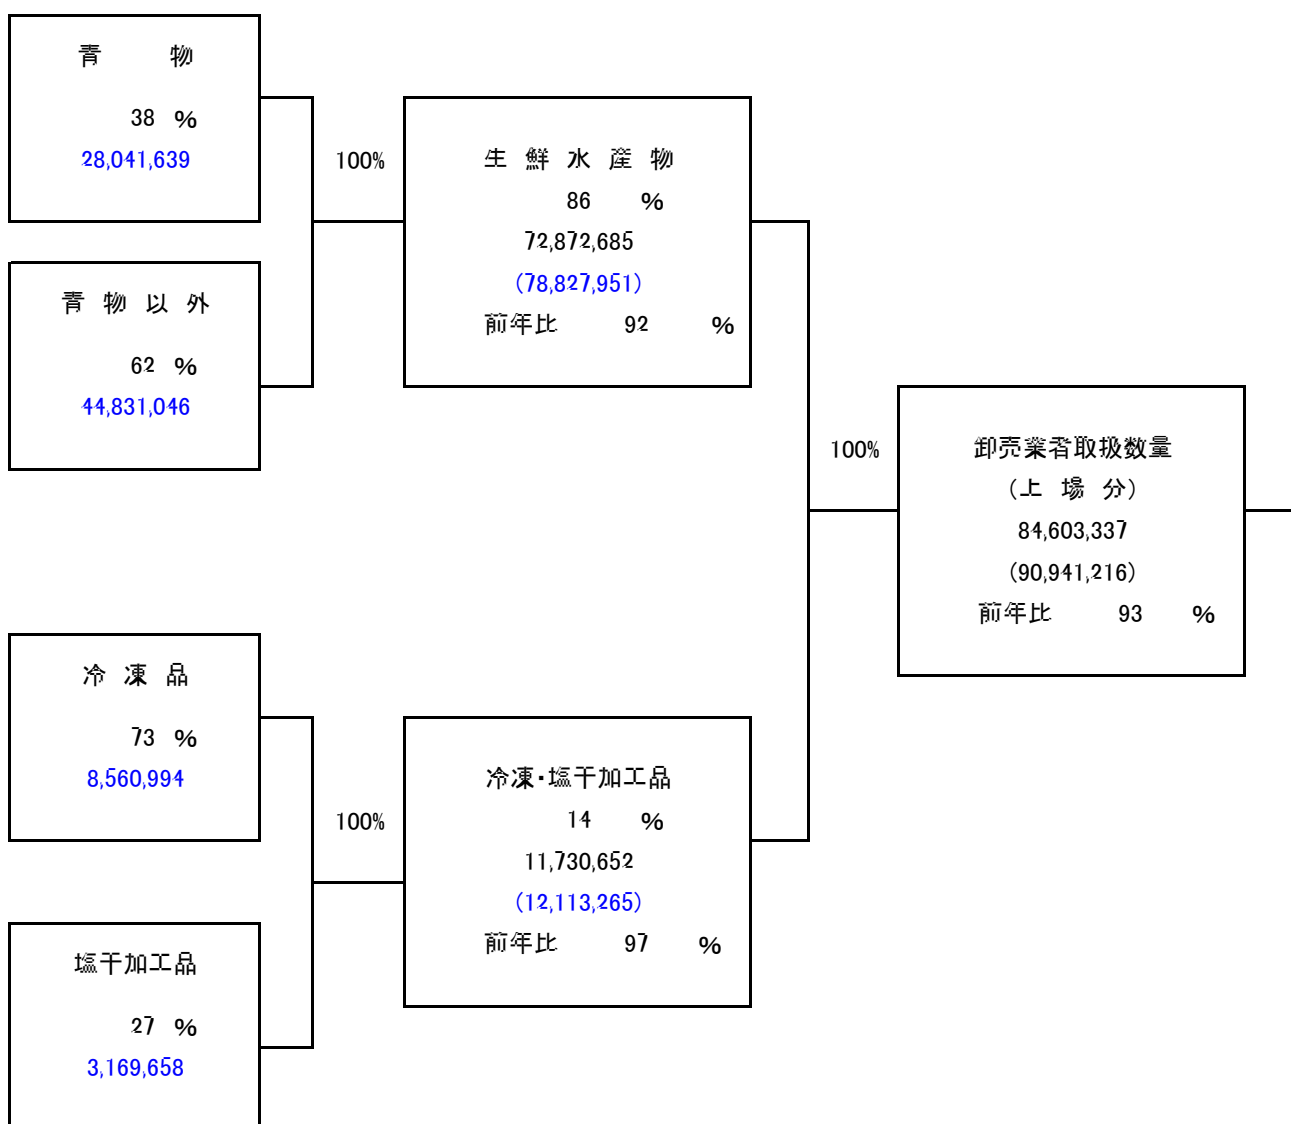 青 物
38 %
28,041,639
青 物 以 外
62 %
44,831,046
100%
生 鮮 水 産 物
86 %
72,872,685
(78,827,951)
前年比 92 %
冷 凍 品
73 %
8,560,994
塩干加工品
27 %
3,169,658
100%
冷凍・塩干加工品
14 %
11,730,652
(12,113,265)
前年比 97 %
100%
卸売業者取扱数量
(上 場 分)
84,603,337
(90,941,216)
前年比 93 %